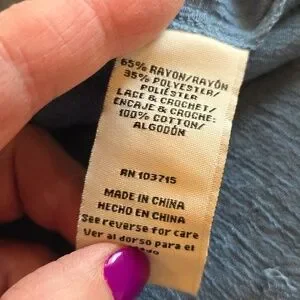 65% RAYON/RAYÓN
35% POLYESTER/
POLIÉSTER
LACE & CROCHET/
ENCAJE & CROCHE:
100% COTTON/
ALGODÓN
RN 103715
MADE IN CHINA
HECHO EN CHINA
See reverse for care
Ver al dorso para el